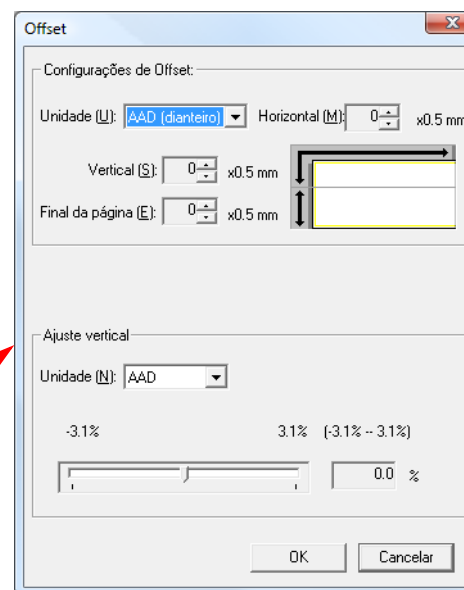 Offset
Configurações de Offset:
Unidade (U): AAD (dianteiro) Horizontal (M): 0 x0.5 mm
Vertical (S): 0 x0.5 mm
Final da página (E): 0 x0.5 mm
Ajuste vertical
Unidade (N): AAD
-3.1% 3.1% (-3.1% -- 3.1%)
0.0 %
OK Cancelar